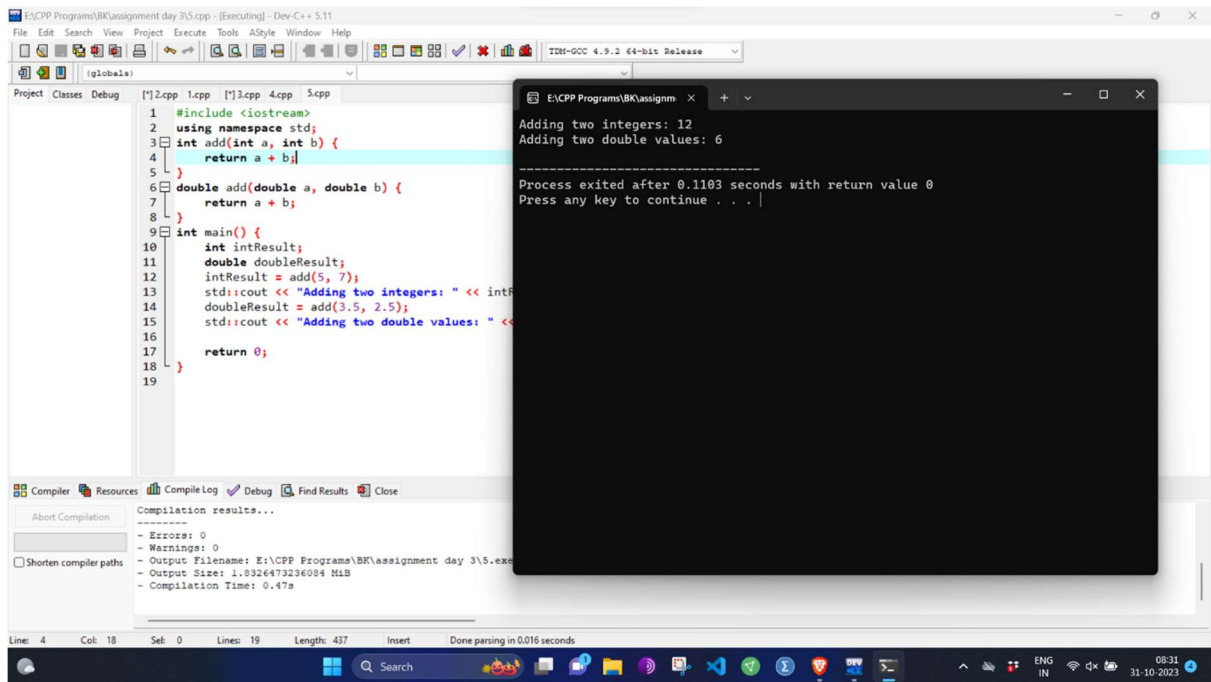 E:\CPP Programs\BK\assignment day 3\5.cpp - [Executing] - Dev-C++ 5.11
File Edit Search View Project Execute Tools AStyle Window Help
TDM-GCC 4.9.2 64-bit Release
(globals)
Project Classes Debug
[*] 2.cpp 1.cpp [*] 3.cpp 4.cpp 5.cpp
1 #include <iostream>
2 using namespace std;
3 int add(int a, int b) {
4 return a + b;
5 }
6 double add(double a, double b) {
7 return a + b;
8 }
9 int main() {
10 int intResult;
11 double doubleResult;
12 intResult = add(5, 7);
13 std::cout << "Adding two integers: " << intR
14 doubleResult = add(3.5, 2.5);
15 std::cout << "Adding two double values: " <<
16
17 return 0;
18 }
19
E:\CPP Programs\BK\assignm
Adding two integers: 12
Adding two double values: 6
--------------------------------
Process exited after 0.1103 seconds with return value 0
Press any key to continue . . .
Compiler Resources Compile Log Debug Find Results Close
Abort Compilation
Shorten compiler paths
Compilation results...
--------
- Errors: 0
- Warnings: 0
- Output Filename: E:\CPP Programs\BK\assignment day 3\5.exe
- Output Size: 1.8326473236084 MiB
- Compilation Time: 0.47s
Line: 4 Col: 18 Sel: 0 Lines: 19 Length: 437 Insert Done parsing in 0.016 seconds
Search
DEV
ENG
IN
08:31
31-10-2023
4